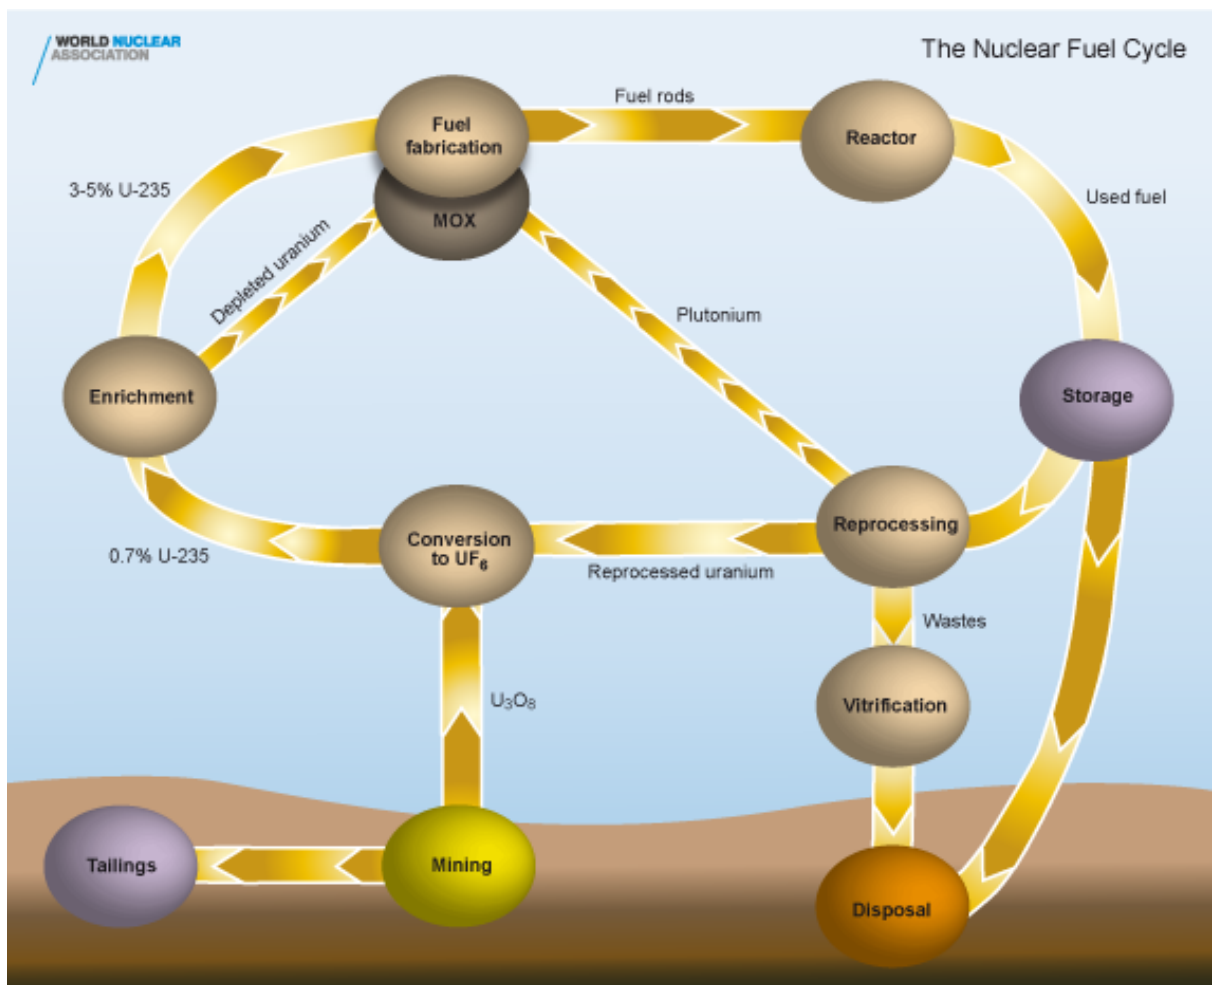 WORLD NUCLEAR
ASSOCIATION
The Nuclear Fuel Cycle
Fuel rods
Fuel
fabrication
Reactor
3-5% U-235
Used fuel
MOX
Depleted uranium
Plutonium
Enrichment
Storage
Reprocessing
Conversion
to UF₆
0.7% U-235
Reprocessed uranium
Wastes
U₃O₈
Vitrification
Tailings
Mining
Disposal